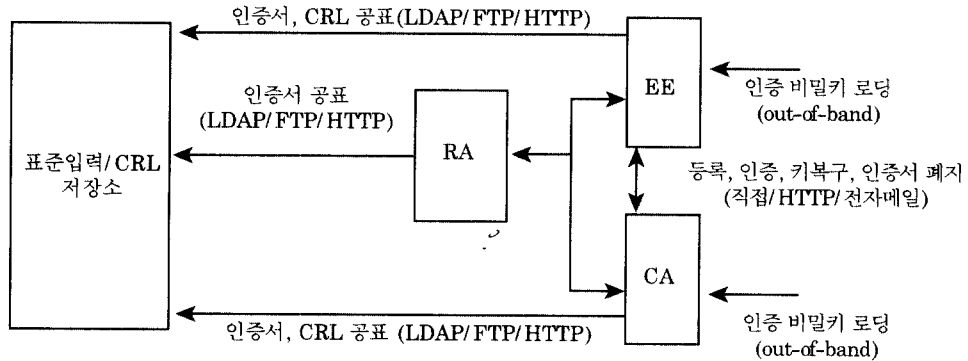 인증서, CRL 공표(LDAP/FTP/HTTP)
EE
인증 비밀키 로딩
(out-of-band)
인증서 공표
(LDAP/FTP/HTTP)
RA
표준입력/CRL
저장소
등록, 인증, 키복구, 인증서 폐지
(직접/HTTP/전자메일)
CA
인증서, CRL 공표 (LDAP/FTP/HTTP)
인증 비밀키 로딩
(out-of-band)